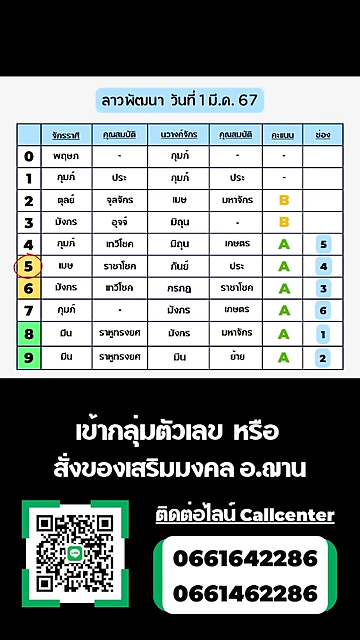 ลาวพัฒนา วันที่ 1 มี.ค. 67
จักรราศี คุณสมบัติ นวางค์จักร คุณสมบัติ คะแนน ช่อง
0 พฤษภ - กุมภ์ - -
1 กุมภ์ ประ กุมภ์ ประ -
2 ตุลย์ จุลจักร เมษ มหาจักร B
3 มังกร อุจจ์ มิถุน - B
4 กุมภ์ เทวีโชค มิถุน เกษตร A 5
5 เมษ ราชาโชค กันย์ ประ A 4
6 มังกร เทวีโชค กรกฎ ราชาโชค A 3
7 กุมภ์ - มังกร เกษตร A 6
8 มีน ราหูทรงยศ มังกร มหาจักร A 1
9 มีน ราหูทรงยศ มีน ย้าย A 2
เข้ากลุ่มตัวเลข หรือ
สั่งของเสริมมงคล อ.ฌาน
ติดต่อไลน์ Callcenter
0661642286
0661462286